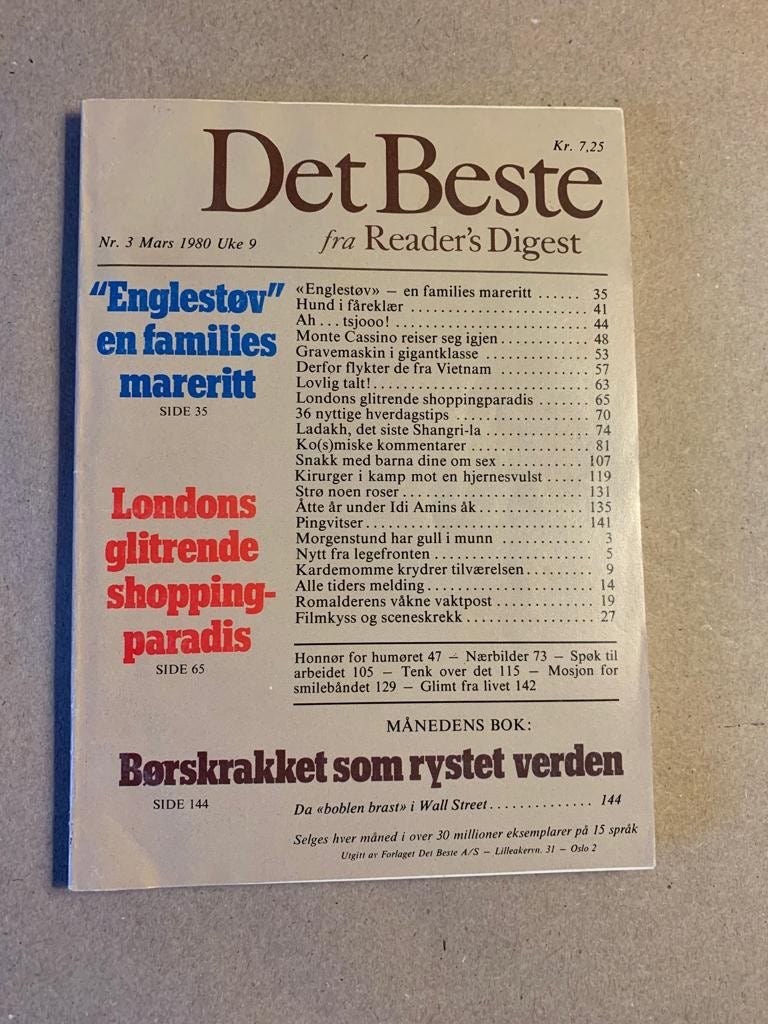 Kr. 7,25
Det Beste
Nr. 3 Mars 1980 Uke 9
fra Reader's Digest
"Englestøv"
en families
mareritt
SIDE 35
Londons
glitrende
shopping-
paradis
SIDE 65
«Englestøv» – en families mareritt ...... 35
Hund i fåreklær ...................... 41
Ah . . . tsjooo! ........................ 44
Monte Cassino reiser seg igjen ........... 48
Gravemaskin i gigantklasse ............. 53
Derfor flykter de fra Vietnam ........... 57
Lovlig talt! ........................... 63
Londons glitrende shoppingparadis ....... 65
36 nyttige hverdagstips ................. 70
Ladakh, det siste Shangri-la ............. 74
Ko(s)miske kommentarer ............... 81
Snakk med barna dine om sex .......... 107
Kirurger i kamp mot en hjernesvulst ..... 119
Strø noen roser ....................... 131
Åtte år under Idi Amins åk ............. 135
Pingvitser ............................ 141
Morgenstund har gull i munn ........... 3
Nytt fra legefronten ................... 5
Kardemomme krydrer tilværelsen ......... 9
Alle tiders melding .................... 14
Romalderens våkne vaktpost ............ 19
Filmkyss og sceneskrekk ................ 27
Honnør for humøret 47 – Nærbilder 73 – Spøk til
arbeidet 105 – Tenk over det 115 – Mosjon for
smilebåndet 129 – Glimt fra livet 142
MÅNEDENS BOK:
Børskrakket som rystet verden
SIDE 144
Da «boblen brast» i Wall Street ............. 144
Selges hver måned i over 30 millioner eksemplarer på 15 språk
Utgitt av Forlaget Det Beste A/S – Lilleakervn. 31 – Oslo 2